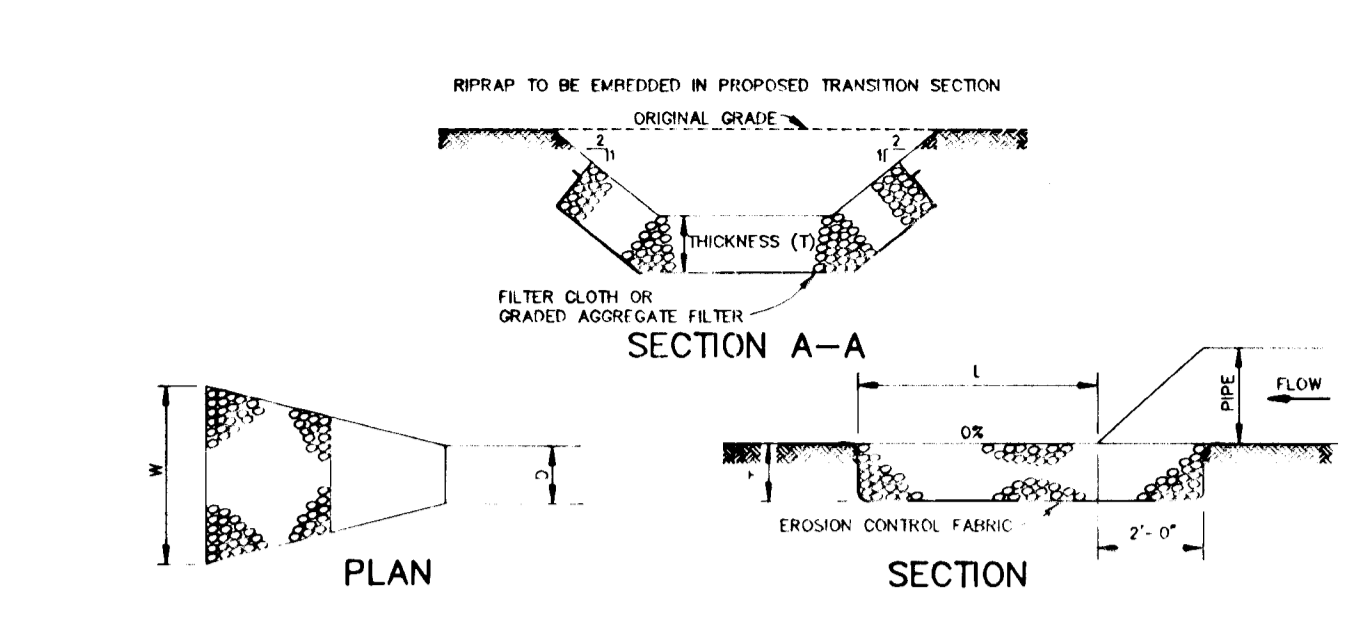 RIPRAP TO BE EMBEDDED IN PROPOSED TRANSITION SECTION
ORIGINAL GRADE
2
1
2
1
THICKNESS (T)
FILTER CLOTH OR
GRADED AGGREGATE FILTER
SECTION A-A
W
PLAN
L
PIPE
FLOW
0%
EROSION CONTROL FABRIC
2'-0"
SECTION